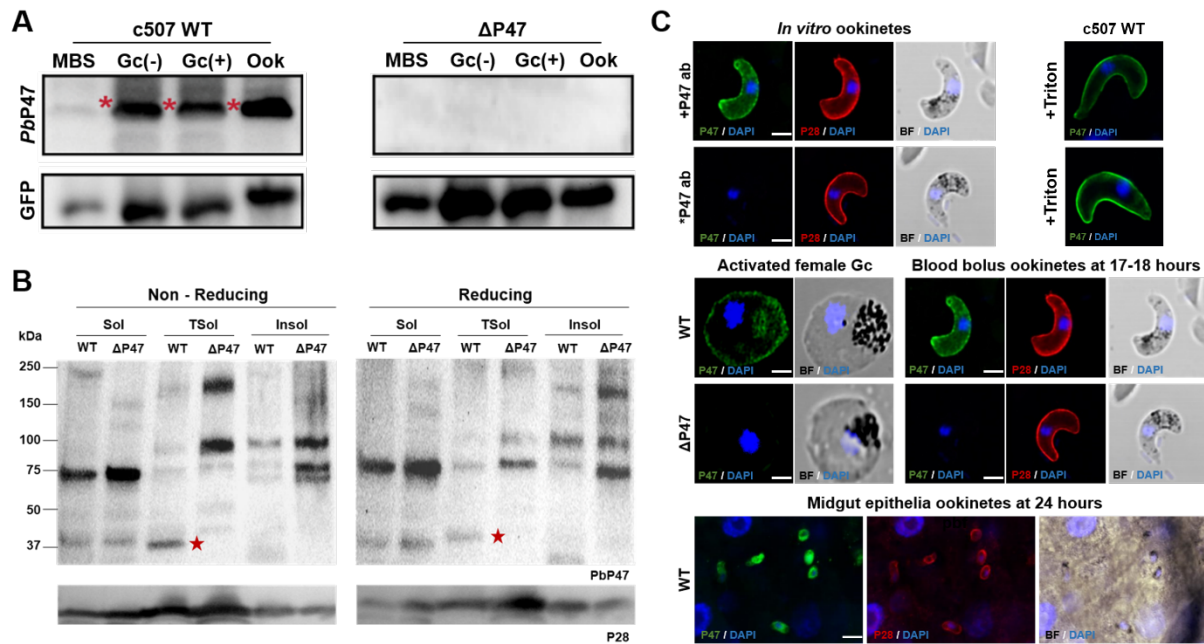 A
c507 WT
ΔP47
MBS Gc(-) Gc(+) Ook
MBS Gc(-) Gc(+) Ook
PbP47
* * *
GFP
B
Non - Reducing
Reducing
Sol TSol Insol
Sol TSol Insol
kDa
WT ΔP47 WT ΔP47 WT ΔP47
WT ΔP47 WT ΔP47 WT ΔP47
250
150
100
75
50
37
★
★
PbP47
P28
C
In vitro ookinetes
c507 WT
+P47 ab
P47 / DAPI
P28 / DAPI
BF / DAPI
+Triton
P47 / DAPI
*P47 ab
P47 / DAPI
P28 / DAPI
BF / DAPI
+Triton
P47 / DAPI
Activated female Gc
Blood bolus ookinetes at 17-18 hours
WT
P47 / DAPI
BF / DAPI
P47 / DAPI
P28 / DAPI
BF / DAPI
ΔP47
P47 / DAPI
BF / DAPI
P47 / DAPI
P28 / DAPI
BF / DAPI
Midgut epithelia ookinetes at 24 hours
WT
P47 / DAPI
P28 / DAPI
BF / DAPI